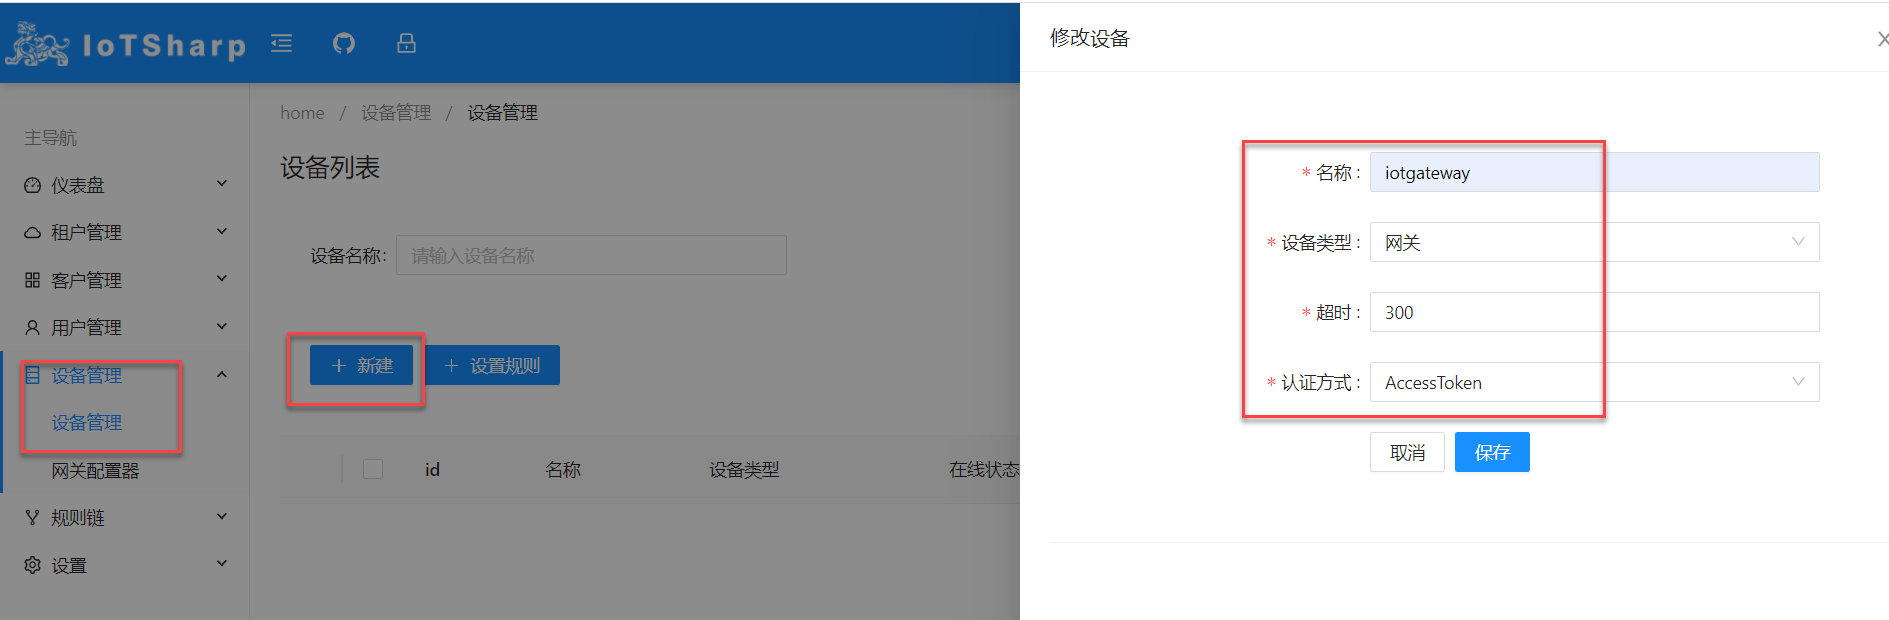 IoTSharp
主导航
仪表盘
租户管理
客户管理
用户管理
设备管理
设备管理
网关配置器
规则链
设置
home / 设备管理 / 设备管理
设备列表
设备名称: 请输入设备名称
+ 新建 + 设置规则
id 名称 设备类型 在线状态
修改设备
* 名称 : iotgateway
* 设备类型 : 网关
* 超时 : 300
* 认证方式 : AccessToken
取消 保存